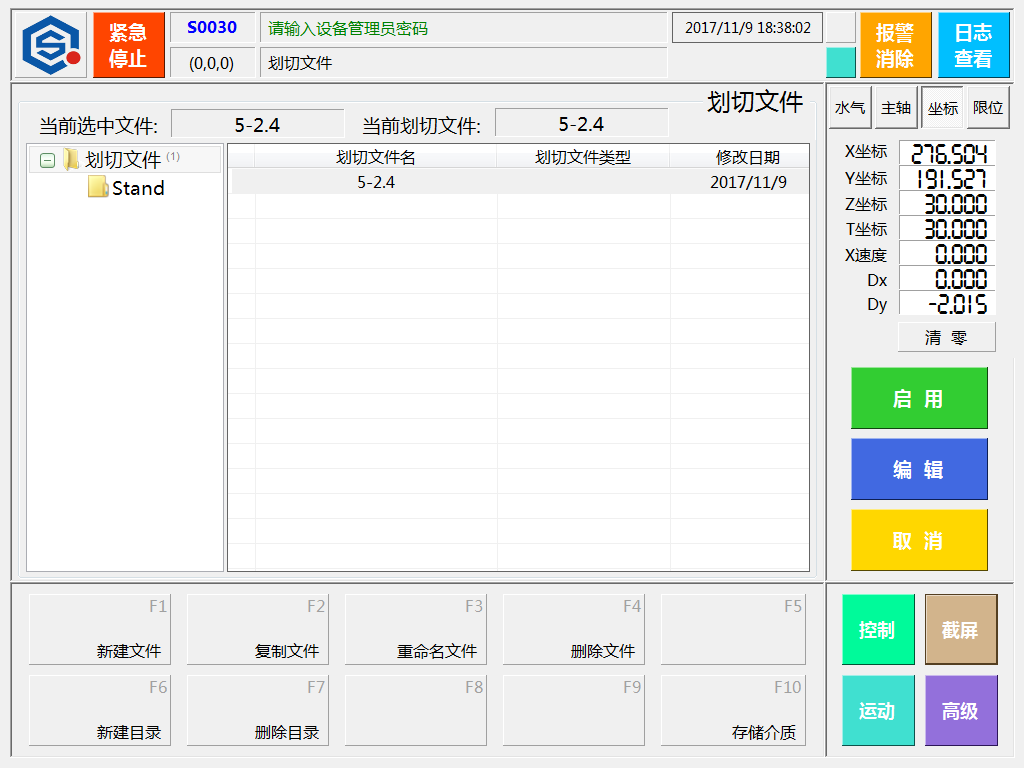 紧急
停止
S0030
请输入设备管理员密码
2017/11/9 18:38:02
报警
消除
日志
查看
(0,0,0)
划切文件
划切文件
水气
主轴
坐标
限位
当前选中文件:
5-2.4
当前划切文件:
5-2.4
划切文件 (1)
Stand
划切文件名
划切文件类型
修改日期
5-2.4
2017/11/9
X坐标 276.504
Y坐标 191.527
Z坐标 30.000
T坐标 30.000
X速度 0.000
Dx 0.000
Dy -2.015
清 零
启 用
编 辑
取 消
F1
新建文件
F2
复制文件
F3
重命名文件
F4
删除文件
F5
控制
截屏
F6
新建目录
F7
删除目录
F8
F9
F10
存储介质
运动
高级